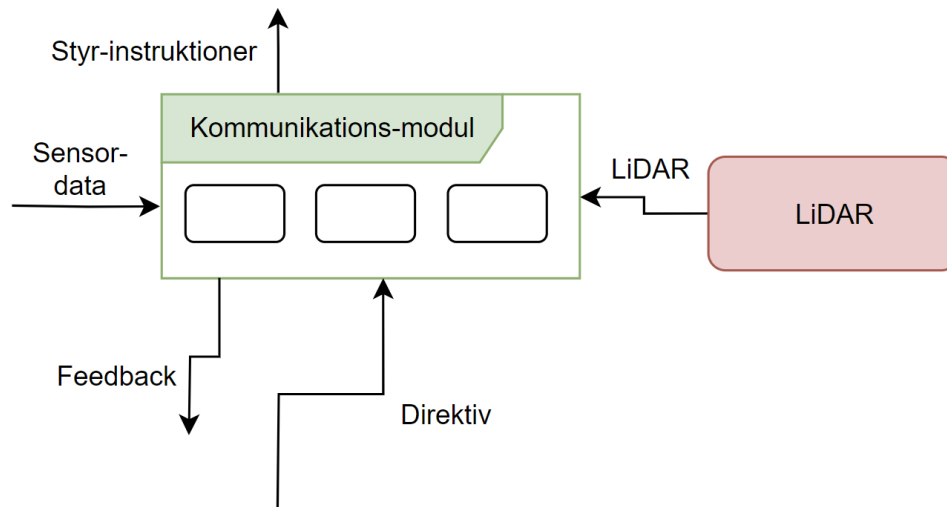 Styr-instruktioner
Kommunikations-modul
Sensor-
data
LiDAR
LiDAR
Feedback
Direktiv